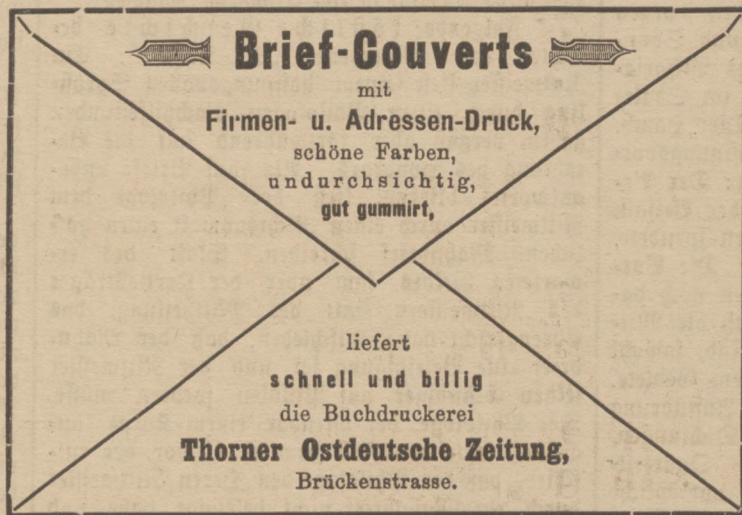 Brief-Couverts
mit
Firmen- u. Adressen-Druck,
schöne Farben,
undurchsichtig,
gut gummirt,
liefert
schnell und billig
die Buchdruckerei
Thorner Ostdeutsche Zeitung,
Brückenstrasse.